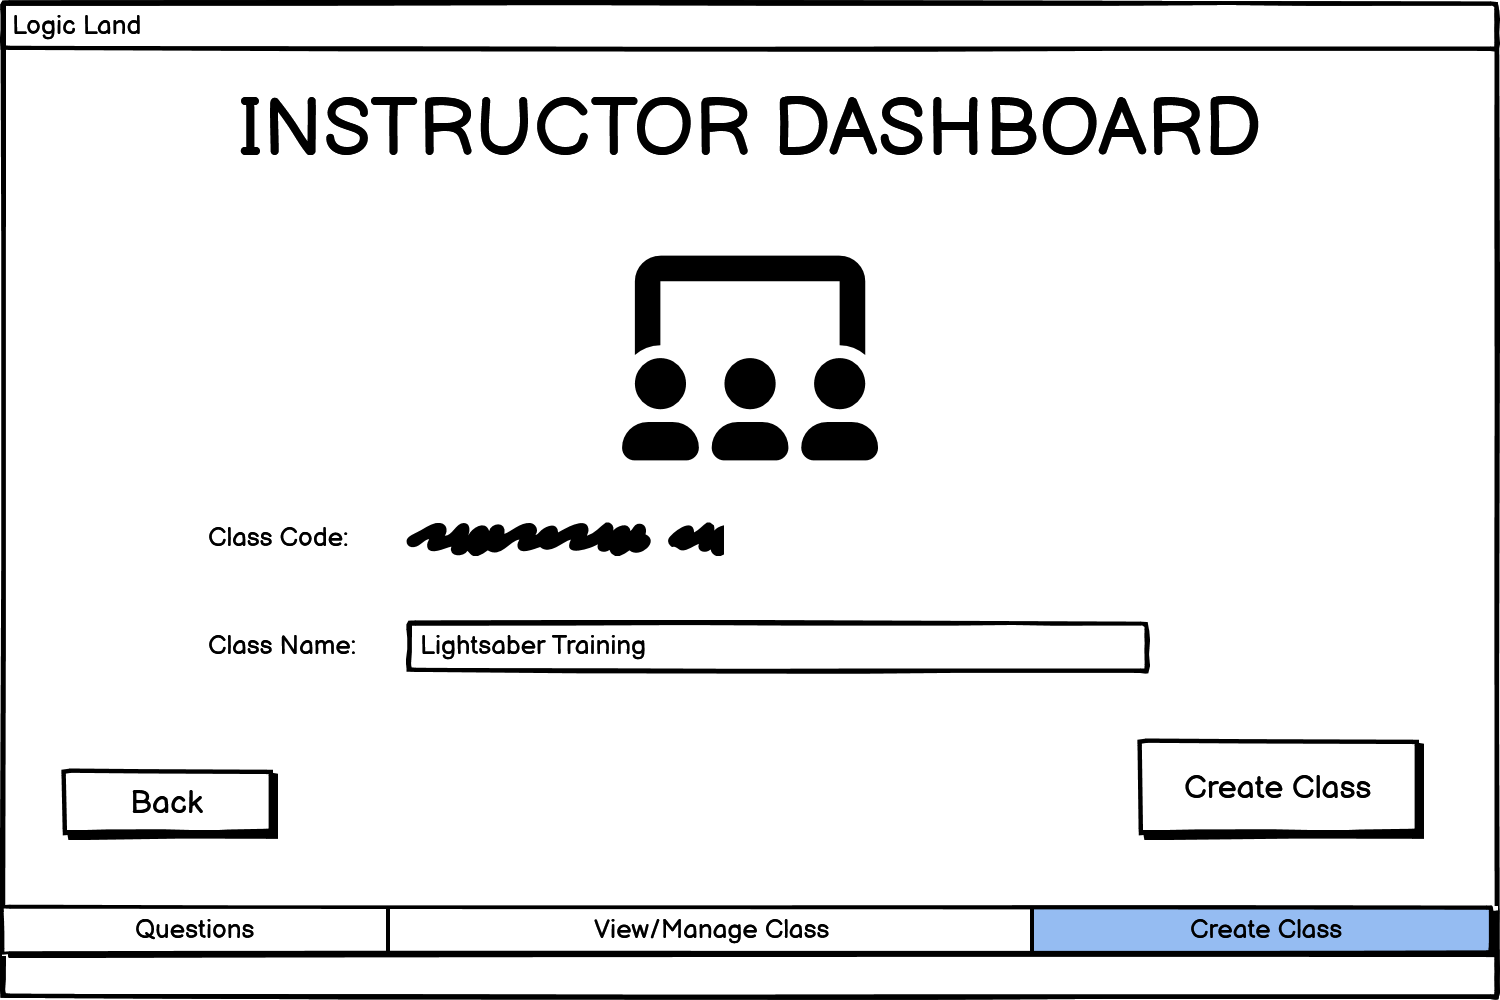 Logic Land
INSTRUCTOR DASHBOARD
Class Code:
Class Name: Lightsaber Training
Back
Create Class
Questions View/Manage Class Create Class